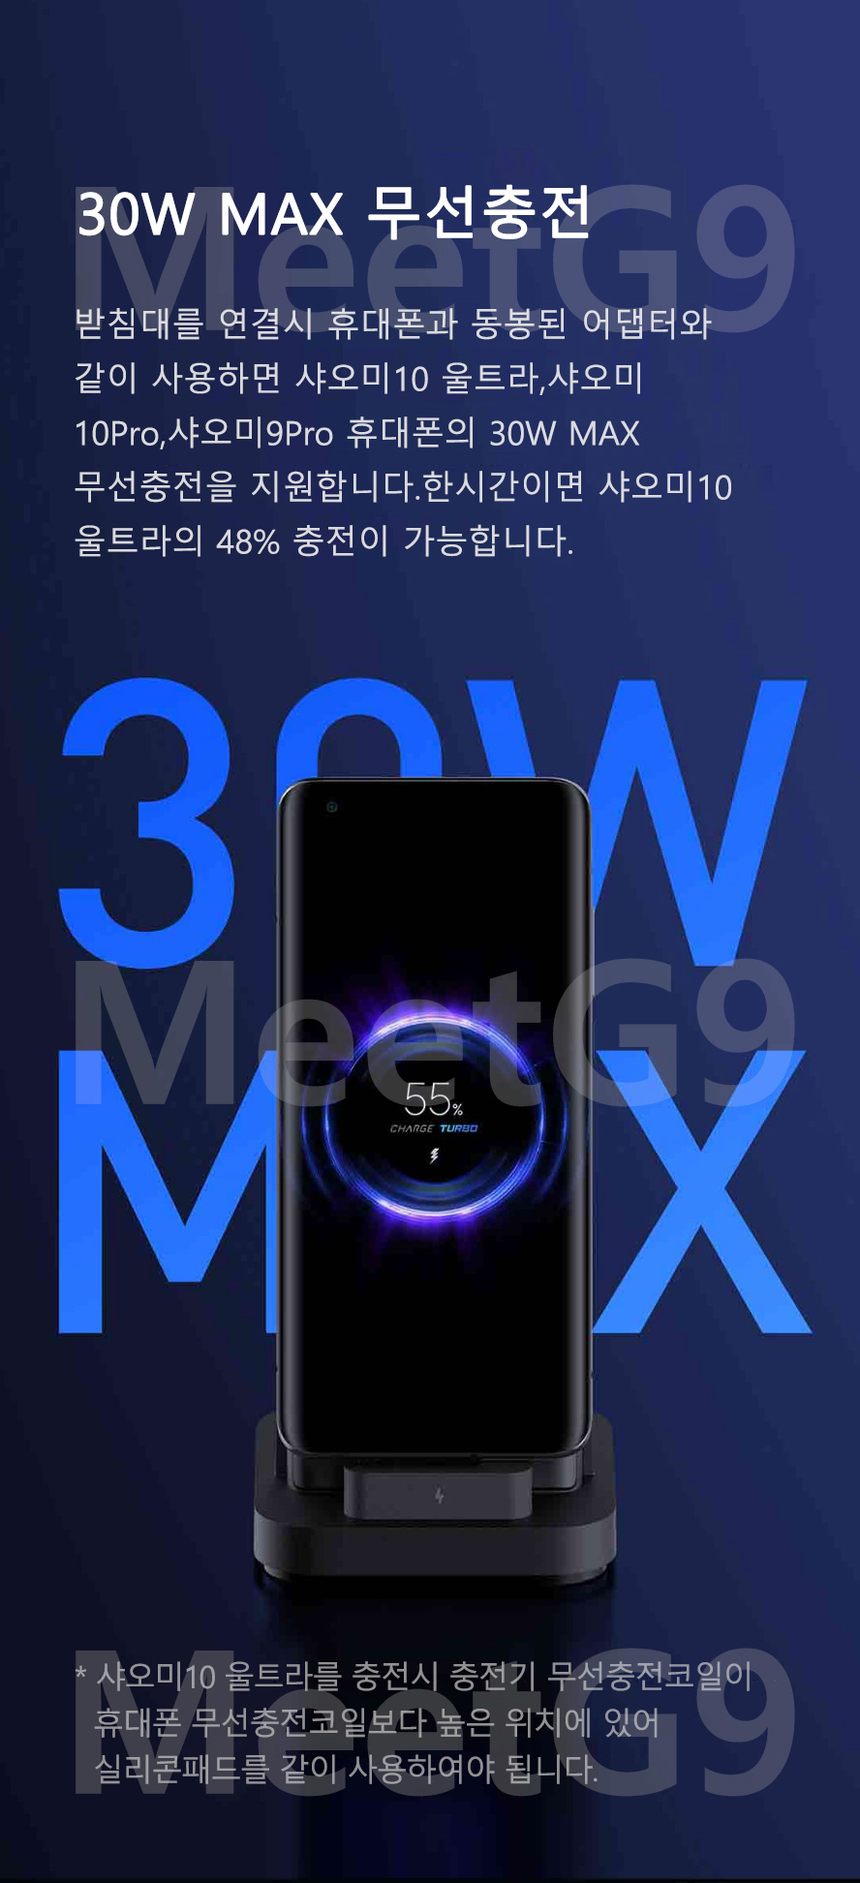 30W MAX 무선충전
MeetG9
받침대를 연결시 휴대폰과 동봉된 어댑터와
같이 사용하면 샤오미10 울트라,샤오미
10Pro,샤오미9Pro 휴대폰의 30W MAX
무선충전을 지원합니다.한시간이면 샤오미10
울트라의 48% 충전이 가능합니다.
30W
MeetG9
MAX
55%
CHARGE TURBO
* 샤오미10 울트라를 충전시 충전기 무선충전코일이
휴대폰 무선충전코일보다 높은 위치에 있어
실리콘패드를 같이 사용하여야 됩니다.
MeetG9